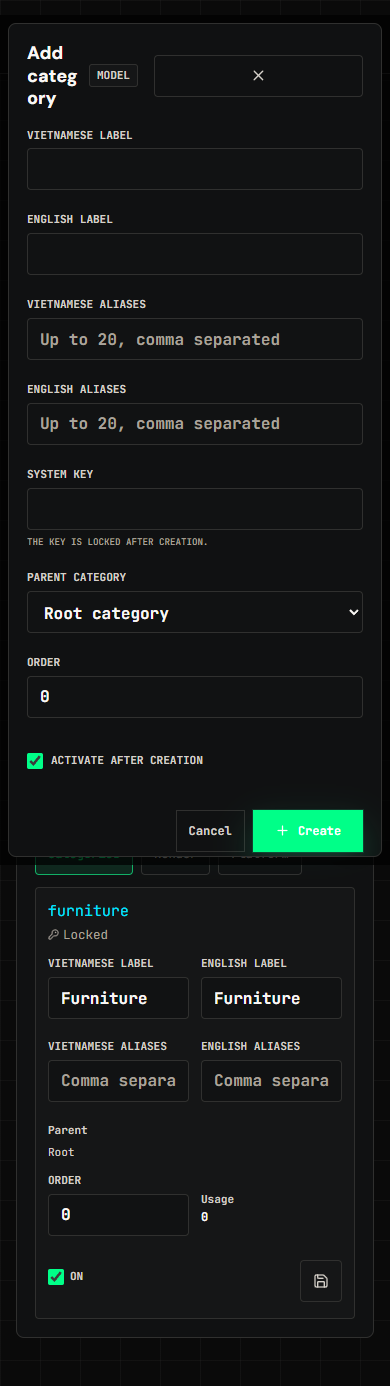 Add
categ
ory
MODEL
VIETNAMESE LABEL
ENGLISH LABEL
VIETNAMESE ALIASES
Up to 20, comma separated
ENGLISH ALIASES
Up to 20, comma separated
SYSTEM KEY
THE KEY IS LOCKED AFTER CREATION.
PARENT CATEGORY
Root category
ORDER
0
ACTIVATE AFTER CREATION
Cancel
Create
furniture
Locked
VIETNAMESE LABEL ENGLISH LABEL
Furniture Furniture
VIETNAMESE ALIASES ENGLISH ALIASES
Comma separa Comma separa
Parent
Root
ORDER
0
Usage
0
ON